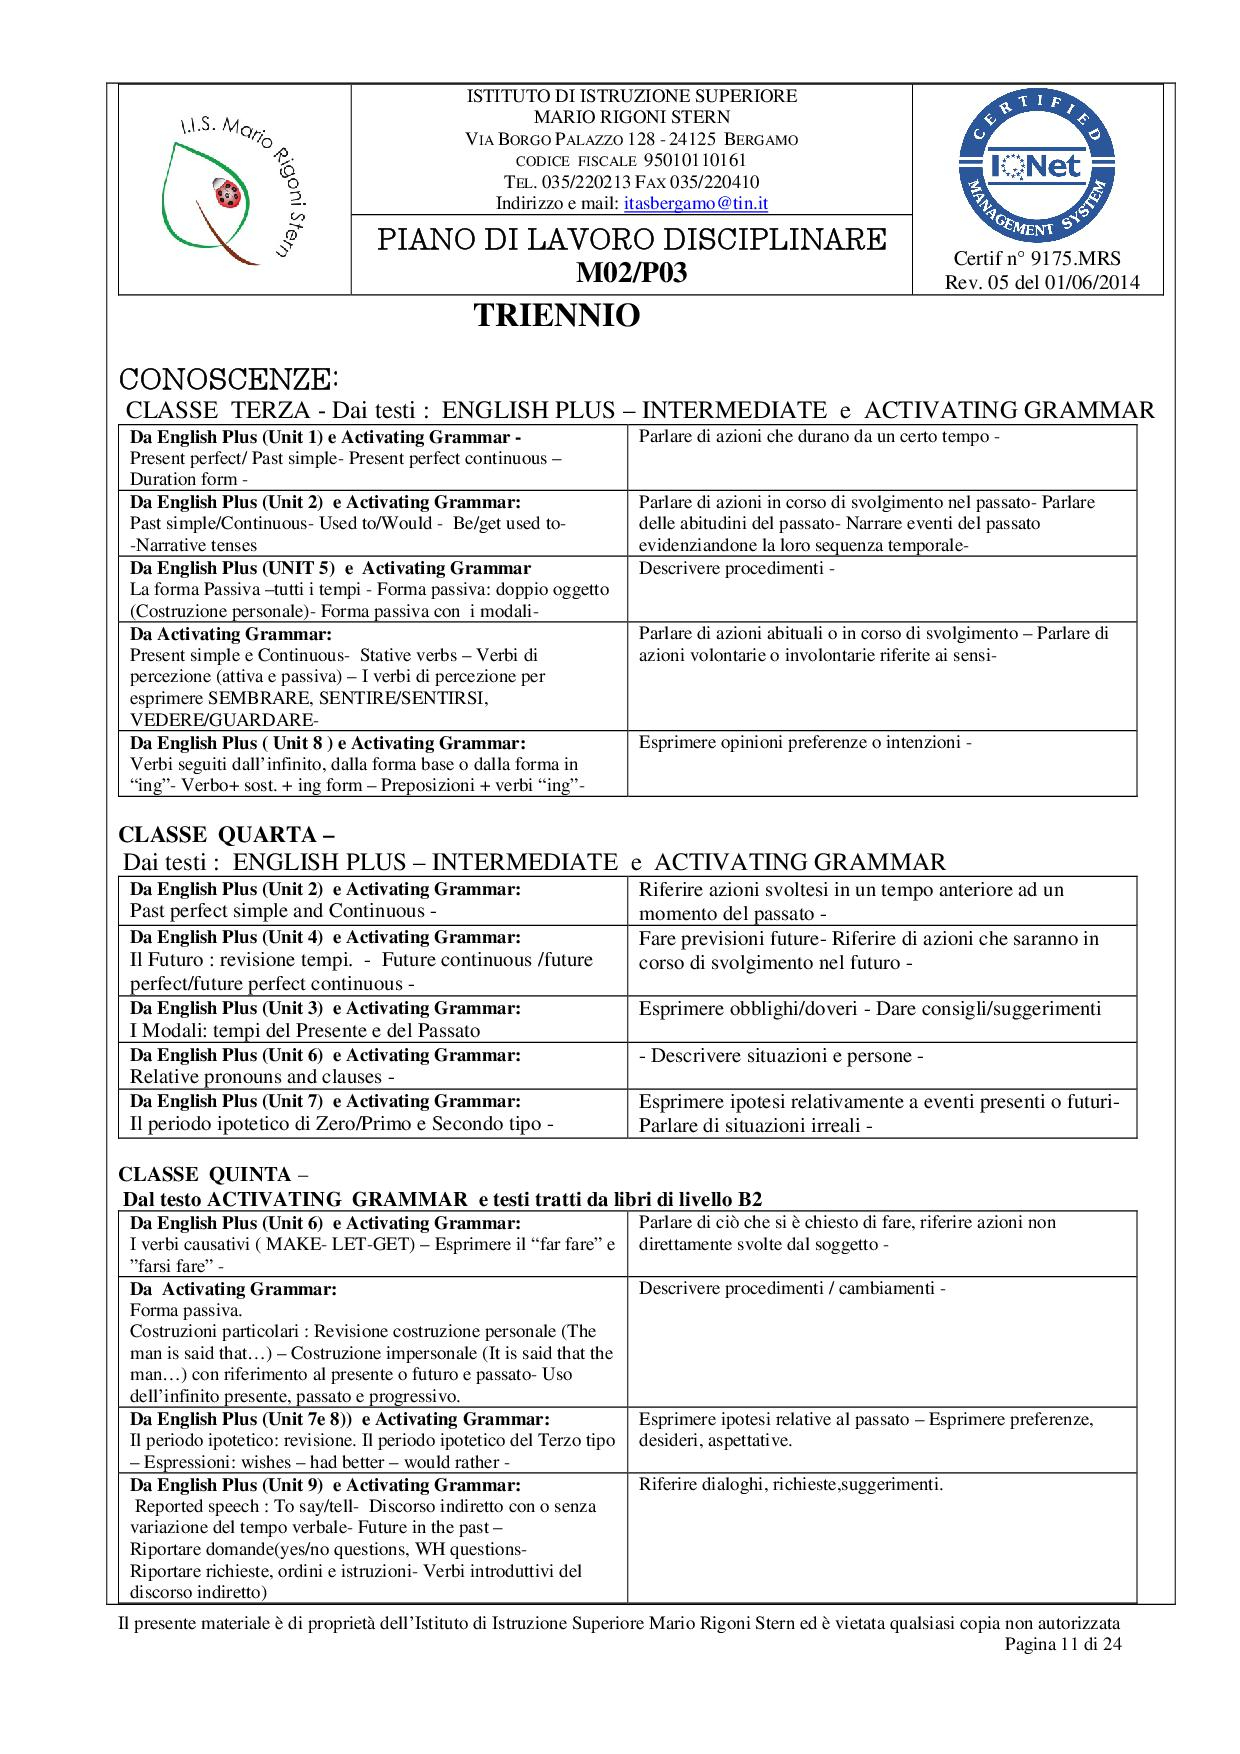 I.I.S. Mario Rigoni Stern
ISTITUTO DI ISTRUZIONE SUPERIORE
MARIO RIGONI STERN
VIA BORGO PALAZZO 128 - 24125 BERGAMO
CODICE FISCALE 95010110161
TEL. 035/220213 FAX 035/220410
Indirizzo e mail: itasbergamo@tin.it
PIANO DI LAVORO DISCIPLINARE
M02/P03
CERTIFIED
IQNet
MANAGEMENT SYSTEM
Certif n° 9175.MRS
Rev. 05 del 01/06/2014
TRIENNIO
CONOSCENZE:
CLASSE TERZA - Dai testi : ENGLISH PLUS – INTERMEDIATE e ACTIVATING GRAMMAR
Da English Plus (Unit 1) e Activating Grammar -
Present perfect/ Past simple- Present perfect continuous –
Duration form -
Parlare di azioni che durano da un certo tempo -
Da English Plus (Unit 2) e Activating Grammar:
Past simple/Continuous- Used to/Would - Be/get used to-
-Narrative tenses
Parlare di azioni in corso di svolgimento nel passato- Parlare
delle abitudini del passato- Narrare eventi del passato
evidenziandone la loro sequenza temporale-
Da English Plus (UNIT 5) e Activating Grammar
La forma Passiva –tutti i tempi - Forma passiva: doppio oggetto
(Costruzione personale)- Forma passiva con i modali-
Descrivere procedimenti -
Da Activating Grammar:
Present simple e Continuous- Stative verbs – Verbi di
percezione (attiva e passiva) – I verbi di percezione per
esprimere SEMBRARE, SENTIRE/SENTIRSI,
VEDERE/GUARDARE-
Parlare di azioni abituali o in corso di svolgimento – Parlare di
azioni volontarie o involontarie riferite ai sensi-
Da English Plus ( Unit 8 ) e Activating Grammar:
Verbi seguiti dall’infinito, dalla forma base o dalla forma in
“ing”- Verbo+ sost. + ing form – Preposizioni + verbi “ing”-
Esprimere opinioni preferenze o intenzioni -
CLASSE QUARTA –
Dai testi : ENGLISH PLUS – INTERMEDIATE e ACTIVATING GRAMMAR
Da English Plus (Unit 2) e Activating Grammar:
Past perfect simple and Continuous -
Riferire azioni svoltesi in un tempo anteriore ad un
momento del passato -
Da English Plus (Unit 4) e Activating Grammar:
Il Futuro : revisione tempi. - Future continuous /future
perfect/future perfect continuous -
Fare previsioni future- Riferire di azioni che saranno in
corso di svolgimento nel futuro -
Da English Plus (Unit 3) e Activating Grammar:
I Modali: tempi del Presente e del Passato
Esprimere obblighi/doveri - Dare consigli/suggerimenti
Da English Plus (Unit 6) e Activating Grammar:
Relative pronouns and clauses -
- Descrivere situazioni e persone -
Da English Plus (Unit 7) e Activating Grammar:
Il periodo ipotetico di Zero/Primo e Secondo tipo -
Esprimere ipotesi relativamente a eventi presenti o futuri-
Parlare di situazioni irreali -
CLASSE QUINTA –
Dal testo ACTIVATING GRAMMAR e testi tratti da libri di livello B2
Da English Plus (Unit 6) e Activating Grammar:
I verbi causativi ( MAKE- LET-GET) – Esprimere il “far fare” e
”farsi fare” -
Parlare di ciò che si è chiesto di fare, riferire azioni non
direttamente svolte dal soggetto -
Da Activating Grammar:
Forma passiva.
Costruzioni particolari : Revisione costruzione personale (The
man is said that…) – Costruzione impersonale (It is said that the
man…) con riferimento al presente o futuro e passato- Uso
dell’infinito presente, passato e progressivo.
Descrivere procedimenti / cambiamenti -
Da English Plus (Unit 7e 8)) e Activating Grammar:
Il periodo ipotetico: revisione. Il periodo ipotetico del Terzo tipo
– Espressioni: wishes – had better – would rather -
Esprimere ipotesi relative al passato – Esprimere preferenze,
desideri, aspettative.
Da English Plus (Unit 9) e Activating Grammar:
Reported speech : To say/tell- Discorso indiretto con o senza
variazione del tempo verbale- Future in the past –
Riportare domande(yes/no questions, WH questions-
Riportare richieste, ordini e istruzioni- Verbi introduttivi del
discorso indiretto)
Riferire dialoghi, richieste,suggerimenti.
Il presente materiale è di proprietà dell’Istituto di Istruzione Superiore Mario Rigoni Stern ed è vietata qualsiasi copia non autorizzata
Pagina 11 di 24